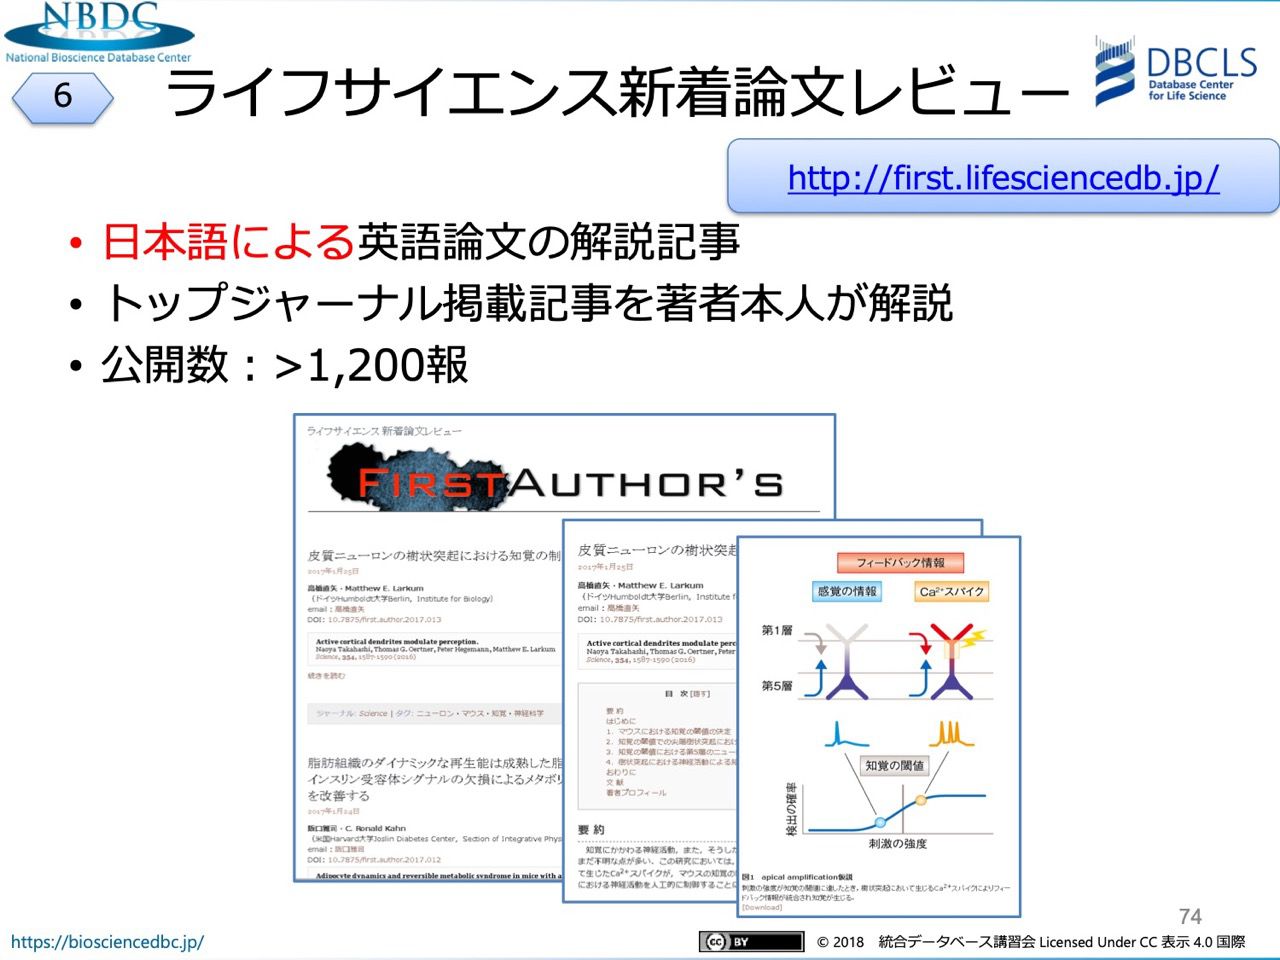 NBDC
National Bioscience Database Center
6
ライフサイエンス新着論文レビュー
DBCLS
Database Center
for Life Science
http://first.lifesciencedb.jp/
• 日本語による英語論文の解説記事
• トップジャーナル掲載記事を著者本人が解説
• 公開数：>1,200報
ライフサイエンス 新着論文レビュー
FIRSTAUTHOR'S
皮質ニューロンの樹状突起における知覚の制
2017年1月25日
高橋直矢・Matthew E. Larkum
（ドイツHumboldt大学Berlin，Institute for Biology）
email：高橋直矢
DOI: 10.7875/first.author.2017.013
Active cortical dendrites modulate perception.
Naoya Takahashi, Thomas G. Oertner, Peter Hegemann, Matthew E. Larkum
Science, 354, 1587-1590 (2016)
続きを読む
ジャーナル: Science | タグ: ニューロン・マウス・知覚・神経科学
脂肪組織のダイナミックな再生能は成熟した脂
インスリン受容体シグナルの欠損によるメタボリ
を改善する
2017年1月24日
阪口雅司・C. Ronald Kahn
（米国Harvard大学Joslin Diabetes Center，Section of Integrative Phys
email：阪口雅司
DOI: 10.7875/first.author.2017.012
Adipocyte dynamics and reversible metabolic syndrome in mice with a
皮質ニューロンの樹状突
2017年1月25日
高橋直矢・Matthew E. Larkum
（ドイツHumboldt大学Berlin，Institute f
email：高橋直矢
DOI: 10.7875/first.author.2017.013
Active cortical dendrites modulate perc
Naoya Takahashi, Thomas G. Oertner, Pe
Science, 354, 1587-1590 (2016)
目 次 [隠す]
要 約
はじめに
1．マウスにおける知覚の閾値の決定
2．知覚の閾値での尖端樹状突起におけ
3．知覚の閾値における第5層のニュー
4．樹状突起における神経活動による知
おわりに
文 献
著者プロフィール
要 約
知覚にかかわる神経活動，また，そうした
まだ不明な点が多い．この研究においては，
て生じたCa²⁺スパイクが，マウスの知覚の閾
における神経活動を人工的に制御することに
フィードバック情報
感覚の情報
Ca²⁺スパイク
第1層
第5層
知覚の閾値
検出の確率
刺激の強度
図1 apical amplification仮説
刺激の強度が知覚の閾値に達したとき，樹状突起において生じるCa²⁺スパイクによりフィー
ドバック情報が統合され知覚が生じる．
[Download]
74
https://biosciencedbc.jp/
cc BY
© 2018 統合データベース講習会 Licensed Under CC 表示 4.0 国際